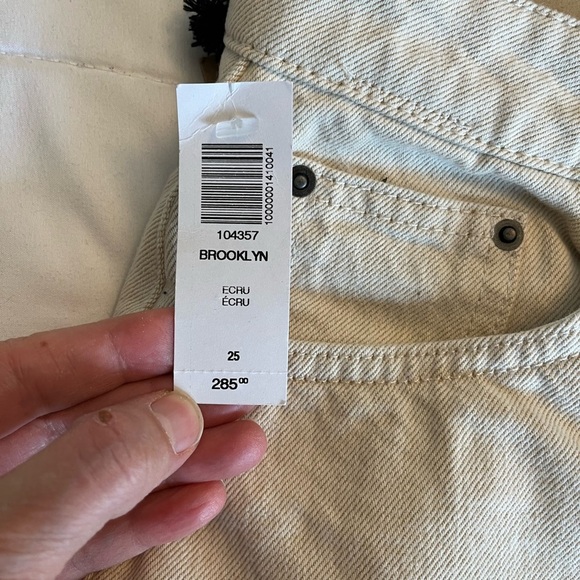 10000001410041
104357
BROOKLYN
ECRU
ÉCRU
25
285⁰⁰